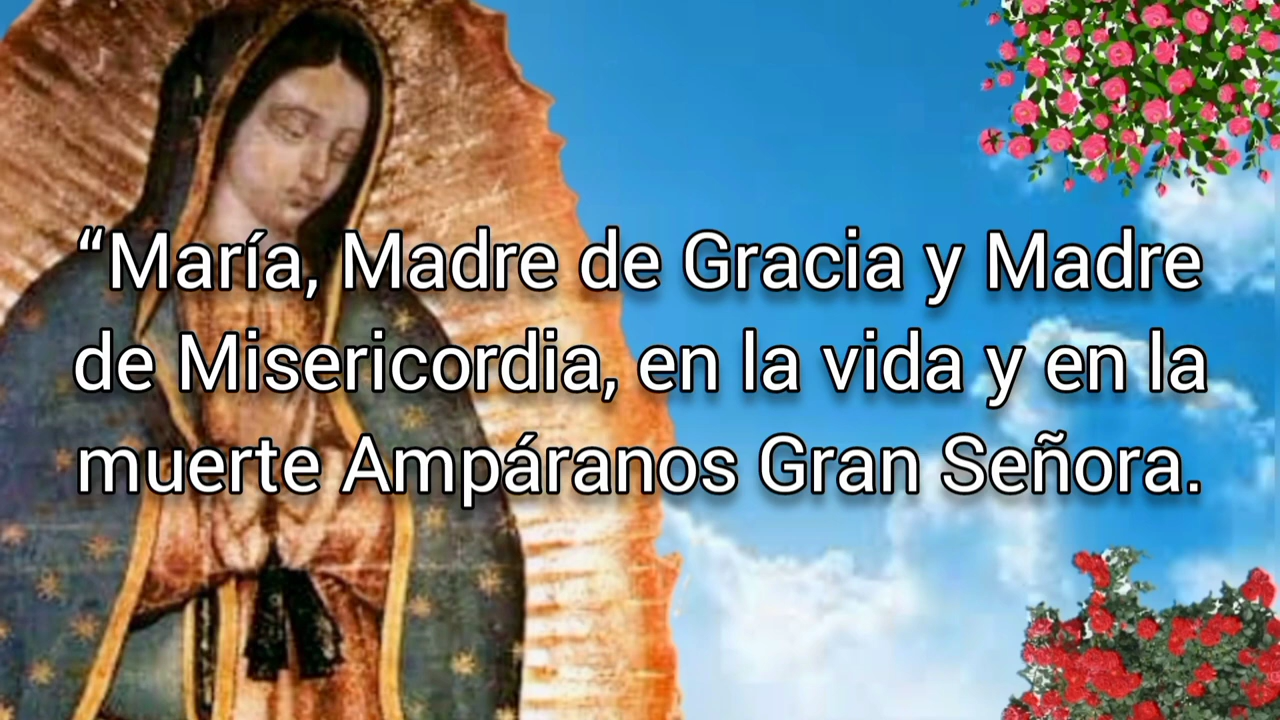 “María, Madre de Gracia y Madre
de Misericordia, en la vida y en la
muerte Ampáranos Gran Señora.